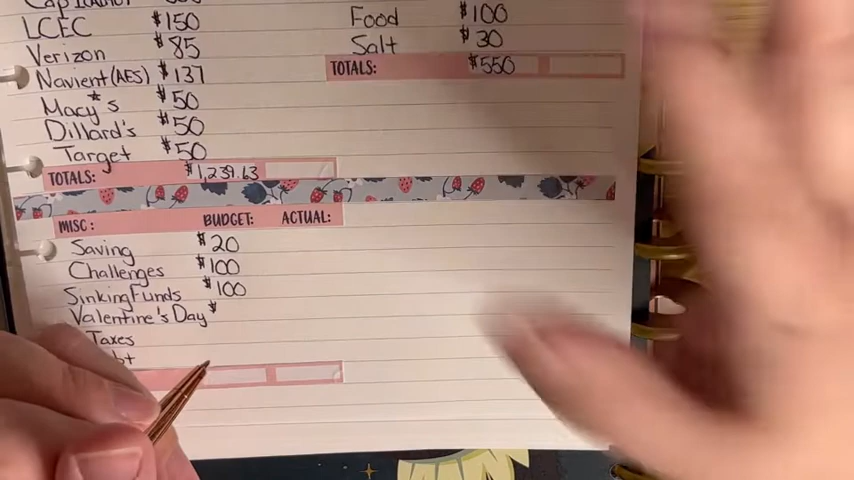 LCEC $150
Verizon $85
Navient (AES) $137
Macy*s $50
Dillard's $50
Target $50
TOTALS: $1,239.63
Food $100
Salt $30
TOTALS: $550
MISC: BUDGET: ACTUAL:
Saving $20
Challenges $100
Sinking Funds $100
Valentine's Day $
Taxes